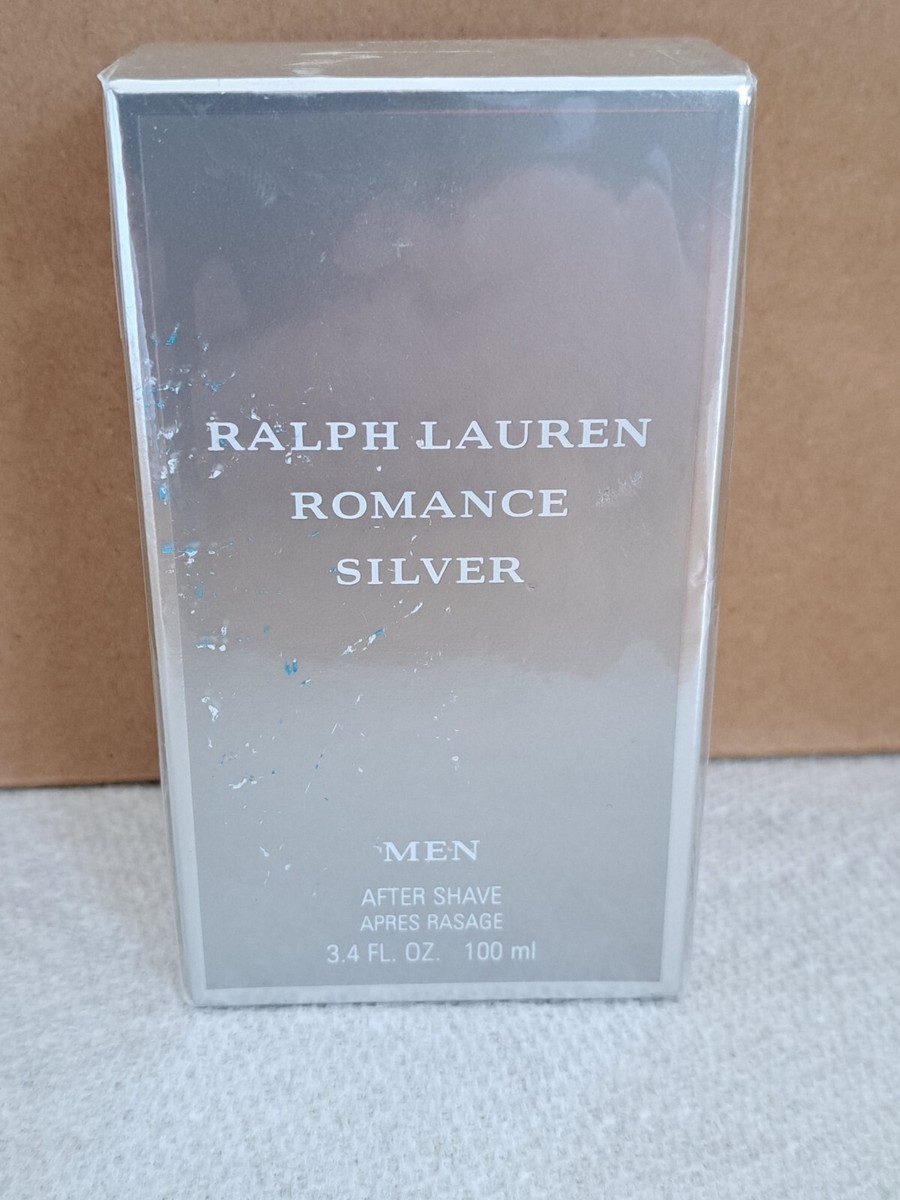 RALPH LAUREN
ROMANCE
SILVER
MEN
AFTER SHAVE
APRES RASAGE
3.4 FL. OZ. 100 ml